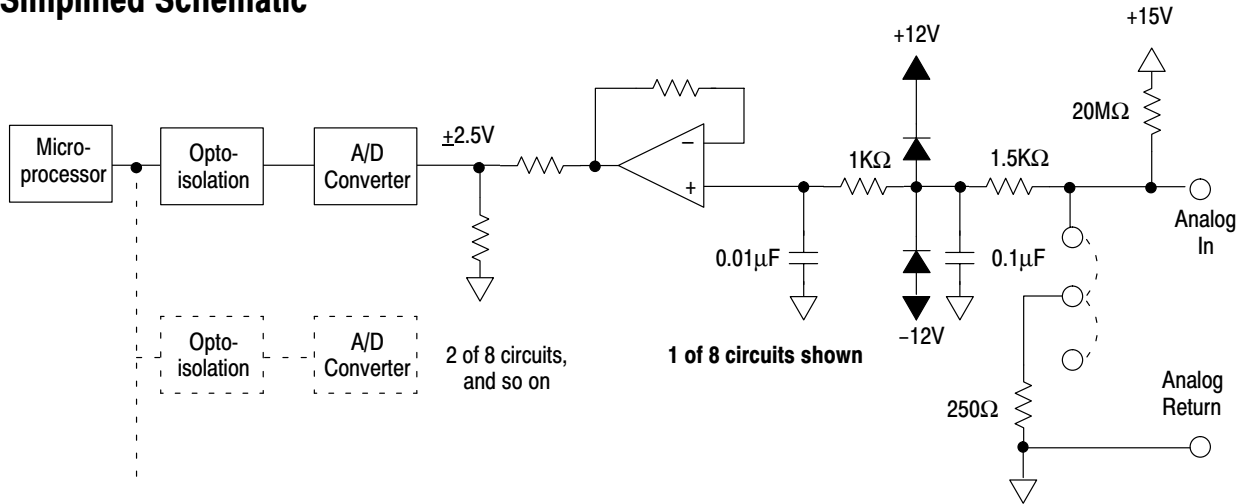 Simplified Schematic
+15V
+12V
20MΩ
Micro-
processor
Opto-
isolation
A/D
Converter
±2.5V
−
+
1KΩ
1.5KΩ
Analog
In
0.01µF
0.1µF
−12V
Opto-
isolation
A/D
Converter
2 of 8 circuits,
and so on
1 of 8 circuits shown
250Ω
Analog
Return